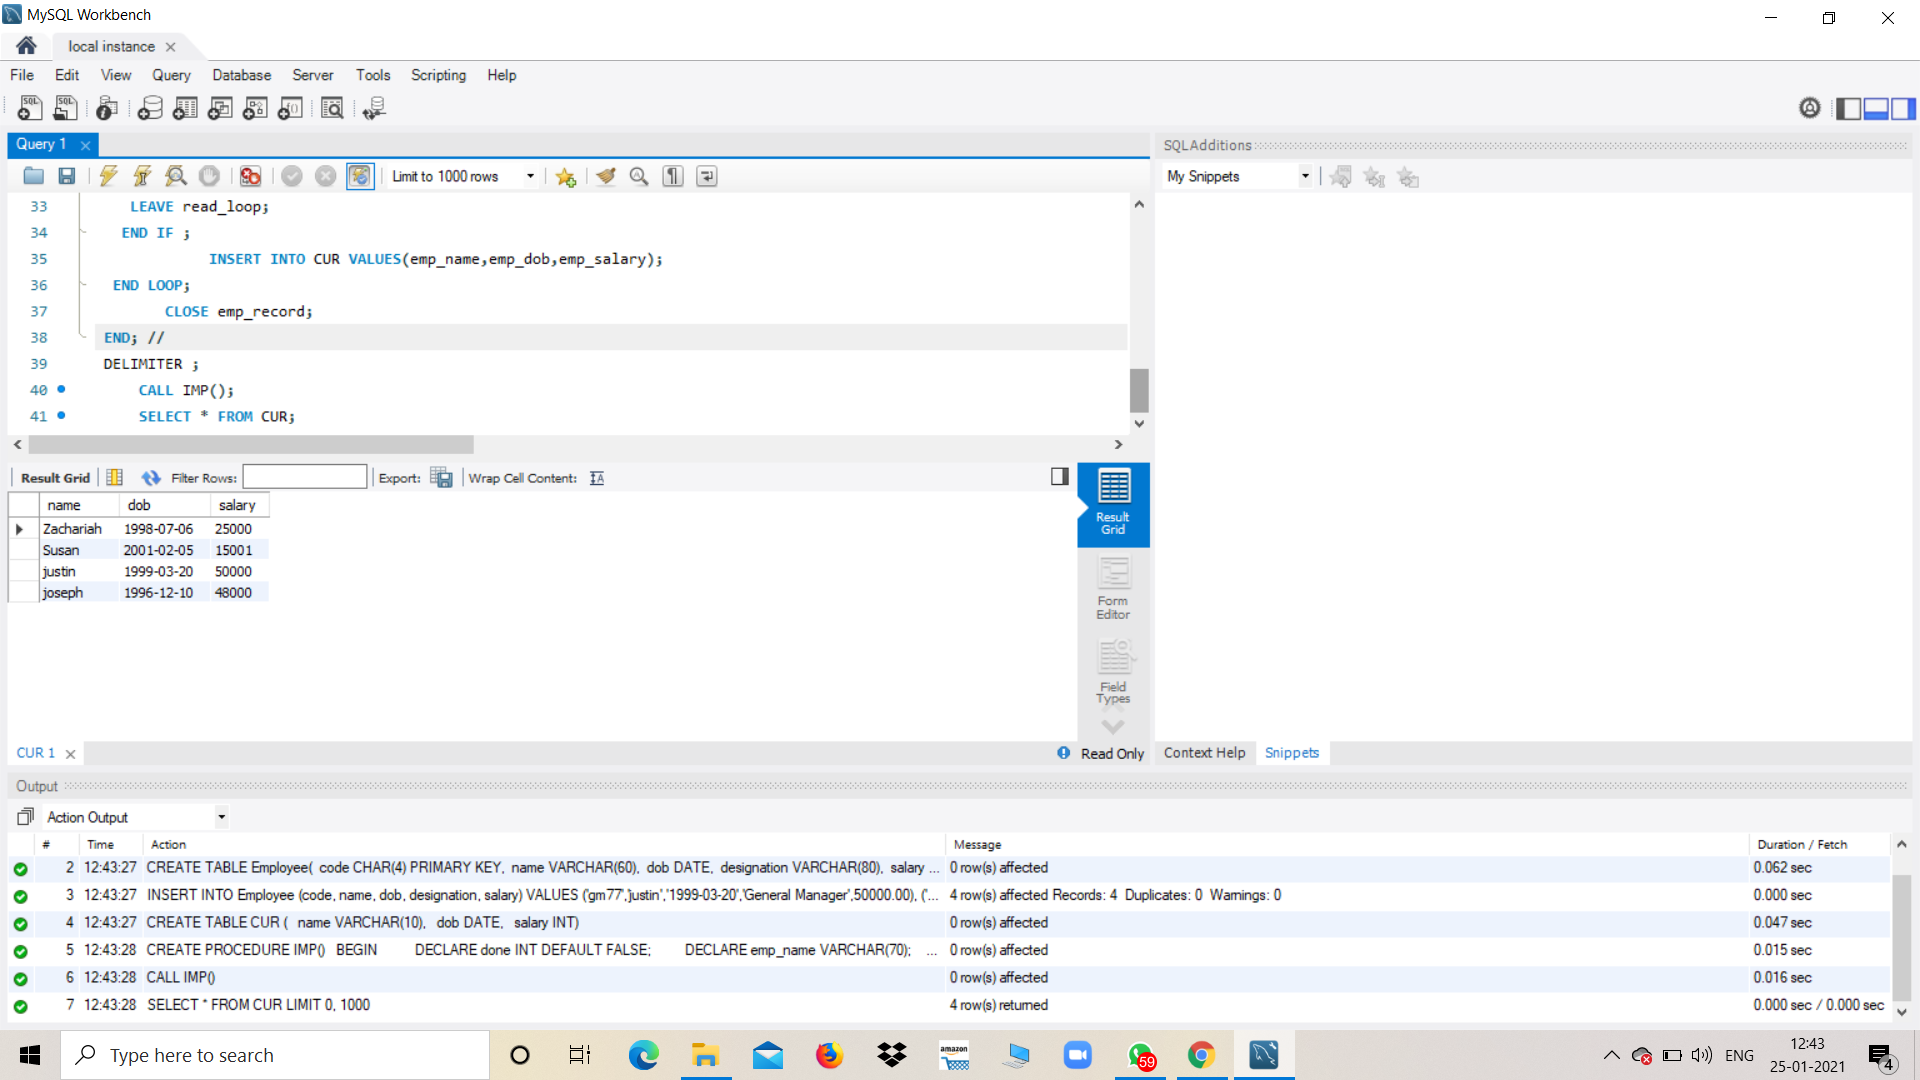 MySQL Workbench
local instance
File Edit View Query Database Server Tools Scripting Help
Query 1
SQLAdditions
Limit to 1000 rows
My Snippets
33 LEAVE read_loop;
34 END IF ;
35 INSERT INTO CUR VALUES(emp_name,emp_dob,emp_salary);
36 END LOOP;
37 CLOSE emp_record;
38 END; //
39 DELIMITER ;
40 CALL IMP();
41 SELECT * FROM CUR;
Result Grid Filter Rows: Export: Wrap Cell Content:
name dob salary
Zachariah 1998-07-06 25000
Susan 2001-02-05 15001
justin 1999-03-20 50000
joseph 1996-12-10 48000
Result
Grid
Form
Editor
Field
Types
CUR 1
Read Only
Context Help Snippets
Output
Action Output
# Time Action Message Duration / Fetch
2 12:43:27 CREATE TABLE Employee( code CHAR(4) PRIMARY KEY, name VARCHAR(60), dob DATE, designation VARCHAR(80), salary ... 0 row(s) affected 0.062 sec
3 12:43:27 INSERT INTO Employee (code, name, dob, designation, salary) VALUES ('gm77','justin','1999-03-20','General Manager',50000.00), ('... 4 row(s) affected Records: 4 Duplicates: 0 Warnings: 0 0.000 sec
4 12:43:27 CREATE TABLE CUR ( name VARCHAR(10), dob DATE, salary INT) 0 row(s) affected 0.047 sec
5 12:43:28 CREATE PROCEDURE IMP() BEGIN DECLARE done INT DEFAULT FALSE; DECLARE emp_name VARCHAR(70); ... 0 row(s) affected 0.015 sec
6 12:43:28 CALL IMP() 0 row(s) affected 0.016 sec
7 12:43:28 SELECT * FROM CUR LIMIT 0, 1000 4 row(s) returned 0.000 sec / 0.000 sec
Type here to search
amazon
59
ENG
12:43
25-01-2021
4